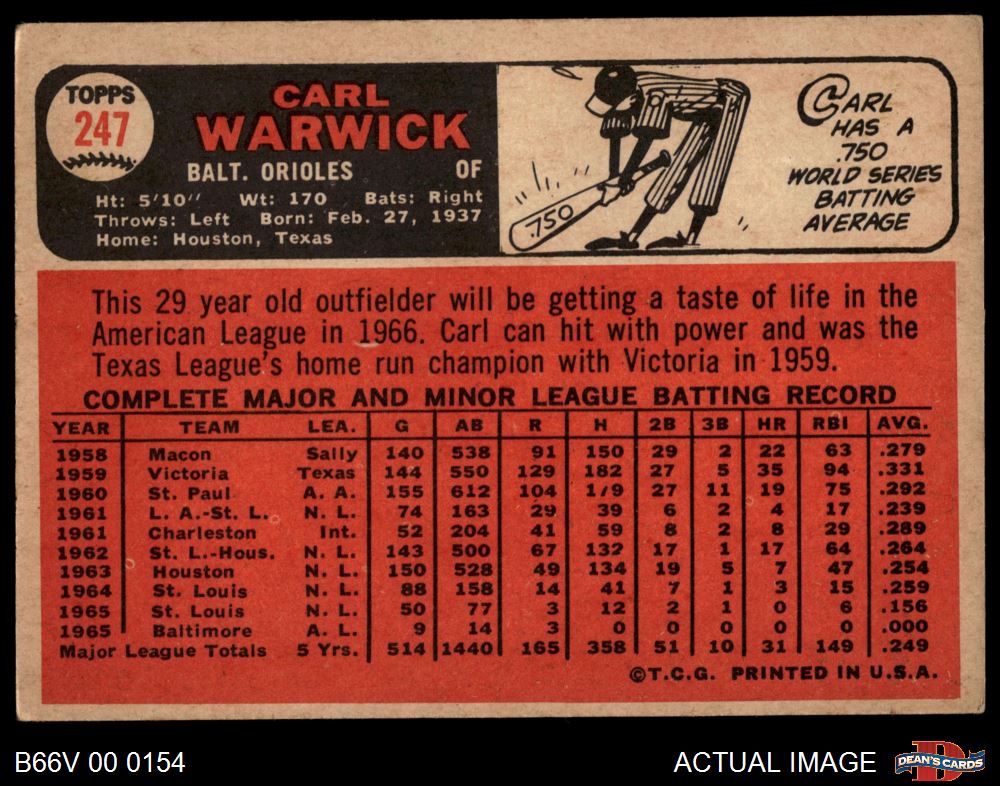 TOPPS
247
CARL
WARWICK
BALT. ORIOLES OF
Ht: 5'10" Wt: 170 Bats: Right
Throws: Left Born: Feb. 27, 1937
Home: Houston, Texas
.750
CARL
HAS A
.750
WORLD SERIES
BATTING
AVERAGE
This 29 year old outfielder will be getting a taste of life in the
American League in 1966. Carl can hit with power and was the
Texas League's home run champion with Victoria in 1959.
COMPLETE MAJOR AND MINOR LEAGUE BATTING RECORD
YEAR TEAM LEA. G AB R H 2B 3B HR RBI AVG.
1958 Macon Sally 140 538 91 150 29 2 22 63 .279
1959 Victoria Texas 144 550 129 182 27 5 35 94 .331
1960 St. Paul A. A. 155 612 104 179 27 11 19 75 .292
1961 L. A.-St. L. N. L. 74 163 29 39 6 2 4 17 .239
1961 Charleston Int. 52 204 41 59 8 2 8 29 .289
1962 St. L.-Hous. N. L. 143 500 67 132 17 1 17 64 .264
1963 Houston N. L. 150 528 49 134 19 5 7 47 .254
1964 St. Louis N. L. 88 158 14 41 7 1 3 15 .259
1965 St. Louis N. L. 50 77 3 12 2 1 0 6 .156
1965 Baltimore A. L. 9 14 3 0 0 0 0 0 .000
Major League Totals 5 Yrs. 514 1440 165 358 51 10 31 149 .249
©T.C.G. PRINTED IN U.S.A.
B66V 00 0154 ACTUAL IMAGE DEAN'S CARDS